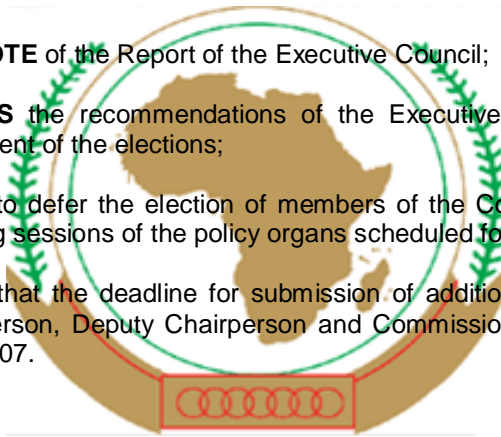 OTE of the Report of the Executive Council;
S the recommendations of the Executive
ent of the elections;
to defer the election of members of the Co
g sessions of the policy organs scheduled fo
that the deadline for submission of additio
erson, Deputy Chairperson and Commissio
07.